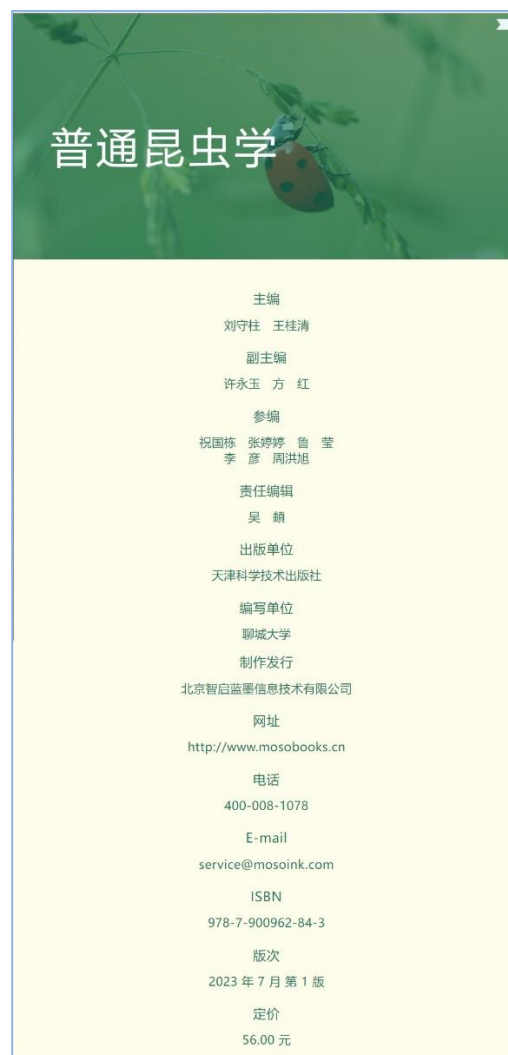 普通昆虫学
主编
刘守柱 王桂清
副主编
许永玉 方 红
参编
祝国栋 张婷婷 鲁 莹
李 彦 周洪旭
责任编辑
吴 頔
出版单位
天津科学技术出版社
编写单位
聊城大学
制作发行
北京智启蓝墨信息技术有限公司
网址
http://www.mosobooks.cn
电话
400-008-1078
E-mail
service@mosoink.com
ISBN
978-7-900962-84-3
版次
2023 年 7 月 第 1 版
定价
56.00 元